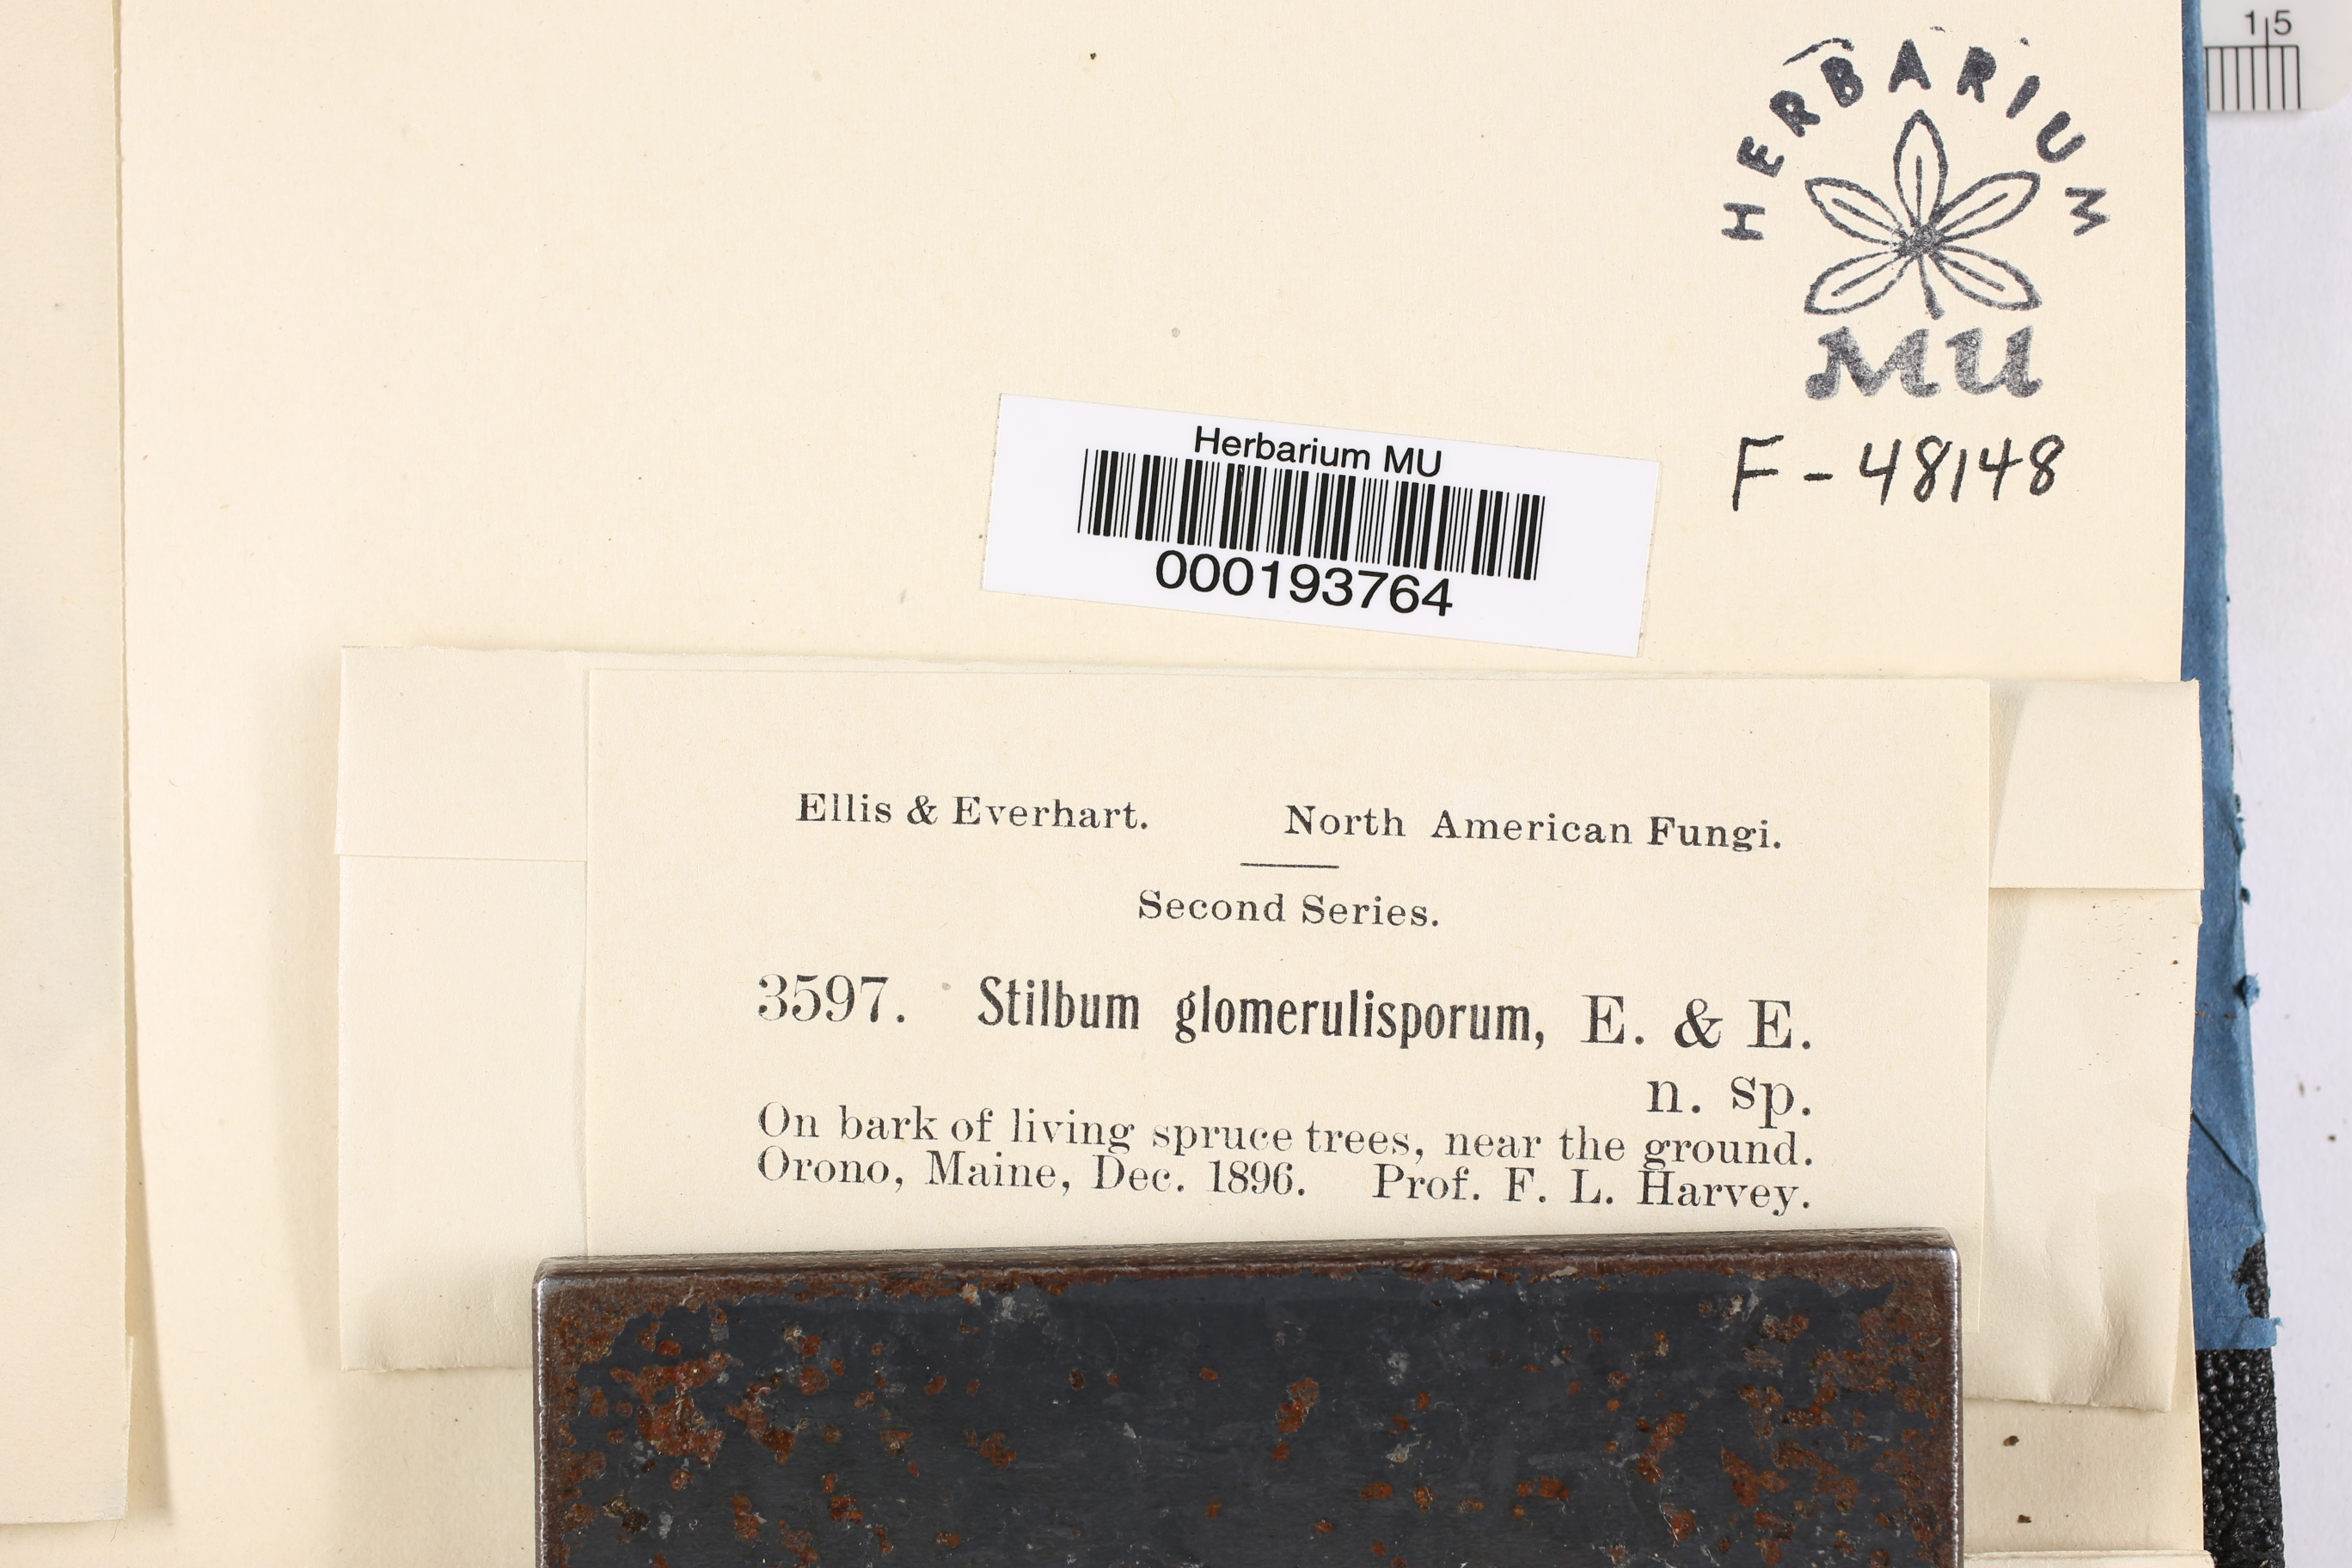 15
HERBARIUM
MU
F-48148
Herbarium MU
000193764
Ellis & Everhart. North American Fungi.
Second Series.
3597. Stilbum glomerulisporum, E. & E.
n. sp.
On bark of living spruce trees, near the ground.
Orono, Maine, Dec. 1896. Prof. F. L. Harvey.